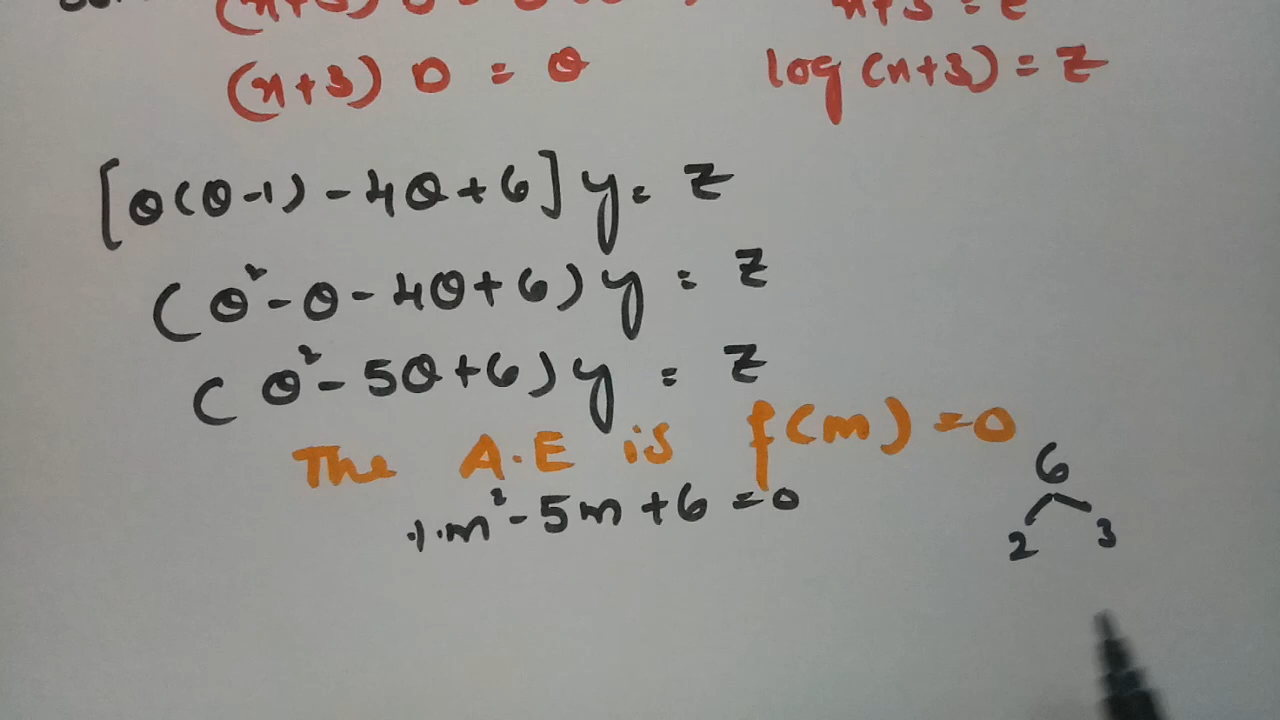 (x+3) D = θ log (x+3) = z
[θ(θ-1) - 4θ + 6] y = z
(θ² - θ - 4θ + 6) y = z
(θ² - 5θ + 6) y = z
The A.E is f(m) = 0
1·m² - 5m + 6 = 0
6
2 3